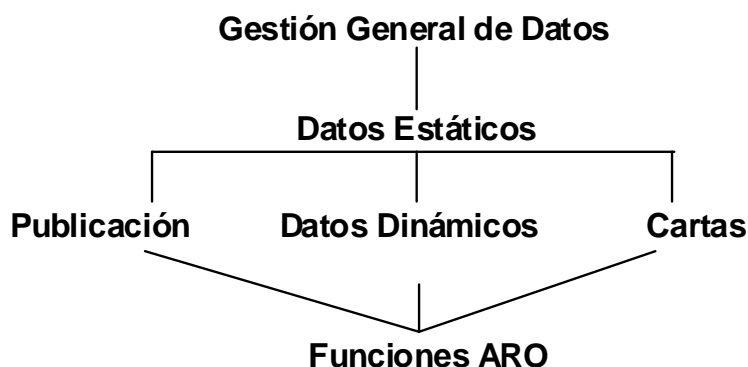 Gestión General de Datos
Datos Estáticos
Publicación Datos Dinámicos Cartas
Funciones ARO